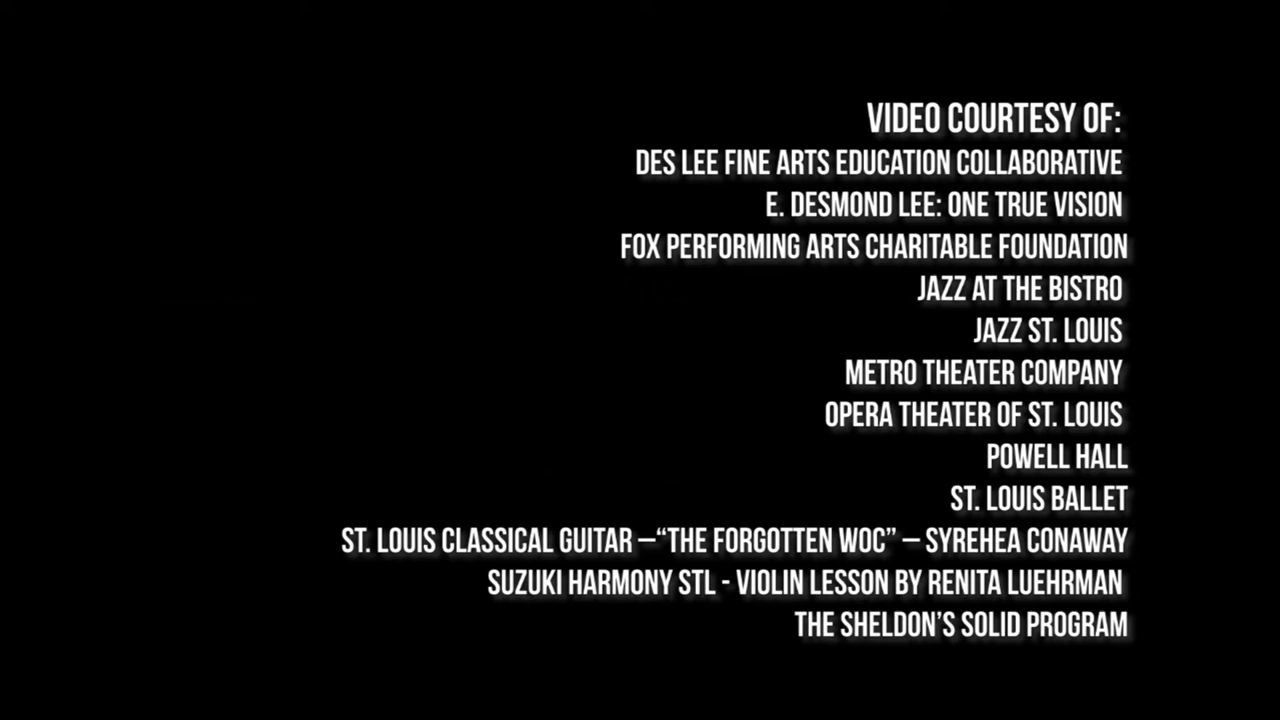 VIDEO COURTESY OF:
DES LEE FINE ARTS EDUCATION COLLABORATIVE
E. DESMOND LEE: ONE TRUE VISION
FOX PERFORMING ARTS CHARITABLE FOUNDATION
JAZZ AT THE BISTRO
JAZZ ST. LOUIS
METRO THEATER COMPANY
OPERA THEATER OF ST. LOUIS
POWELL HALL
ST. LOUIS BALLET
ST. LOUIS CLASSICAL GUITAR –“THE FORGOTTEN WOC” – SYREHEA CONAWAY
SUZUKI HARMONY STL - VIOLIN LESSON BY RENITA LUEHRMAN
THE SHELDON’S SOLID PROGRAM